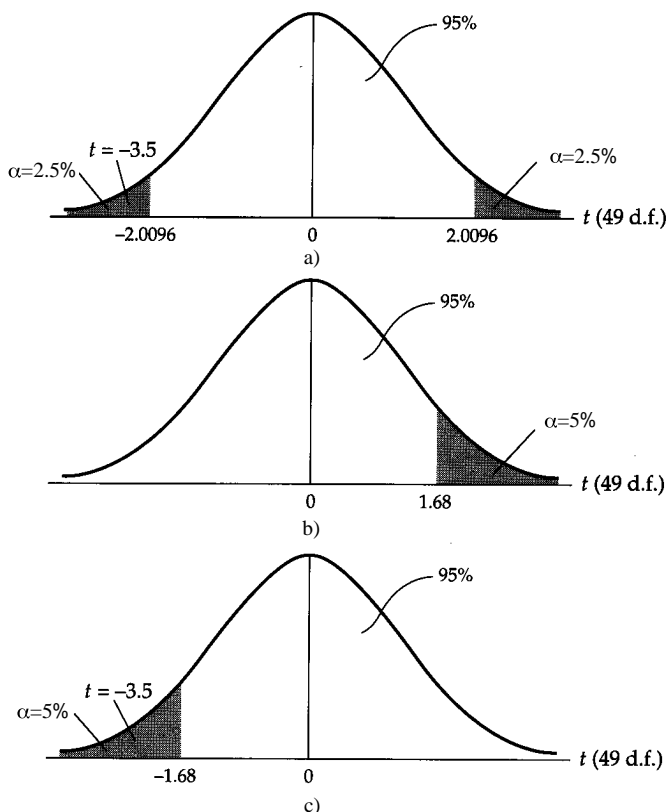 95%
t = –3.5
α=2.5%
α=2.5%
t (49 d.f.)
–2.0096 0 2.0096
a)
95%
α=5%
t (49 d.f.)
0 1.68
b)
95%
t = –3.5
α=5%
t (49 d.f.)
–1.68 0
c)